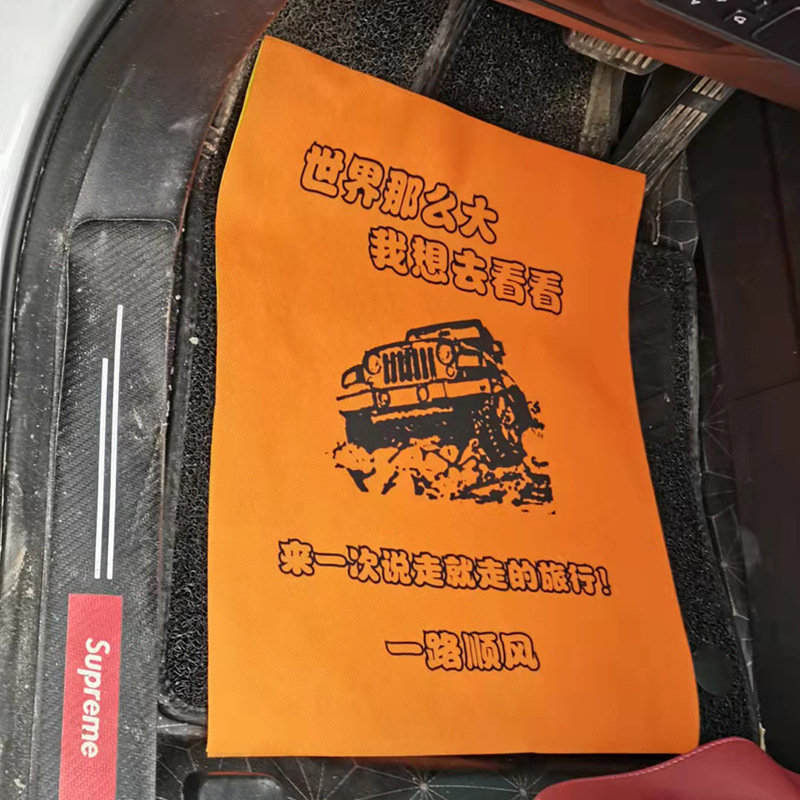 世界那么大
我想去看看
来一次说走就走的旅行!
一路顺风
Supreme